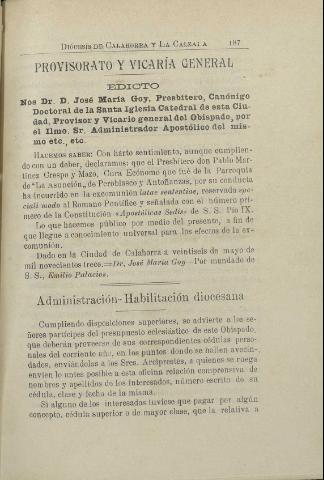 DIÓCESIS DE CALAHORRA Y LA CALZADA 187
PROVISORATO Y VICARÍA GENERAL
EDICTO
Nos Dr. D. José María Goy, Presbítero, Canónigo
Doctoral de la Santa Iglesia Catedral de esta Ciu-
dad, Provisor y Vicario general del Obispado, por
el Ilmo. Sr. Administrador Apostólico del mis-
mo etc., etc.
HACEMOS SABER: Con harto sentimiento, aunque cumplien-
do con un deber, declaramos: que el Presbítero don Pablo Mar-
tínez Crespo y Mazo, Cura Ecónomo que fué de la Parroquia
de "La Asunción„ de Perobiasco y Antoñanzas, por su conducta
ha incurrido en la excomunión latae sententiae, reservada spe-
ciali modo al Romano Pontífice y señalada con el número pri-
mero de la Constitución «Apostólicae Sedis» de S. S. Pío IX.
Lo que hacemos público por medio del presente, a fin de
que llegue a conocimiento universal para los efectos de la ex-
comunión.
Dado en la Ciudad de Calahorra a veintiseis de mayo de
mil novecientos trece.=Dr. José María Goy—Por mandado de
S. S., Emilio Palacios.
Administración-Habilitación diocesana
Cumpliendo disposiciones superiores, se advierte a los se-
ñores partícipes del presupuesto eclesiástico de este Obispado,
que deberán proveerse de sus correspondientes cédulas perso-
nales del corriente año, en los puntos donde se hallen avecin-
dados, enviándolas a los Sres. Arciprestes, a quienes se ruega
envíen lo antes posible a esta oficina relación comprensiva de
nombres y apellidos de los interesados, número escrito de su
cédula, clase y fecha de la misma.
Si alguno de los interesados tuviese que pagar por algún
concepto, cédula superior o de mayor clase, que la relativa a